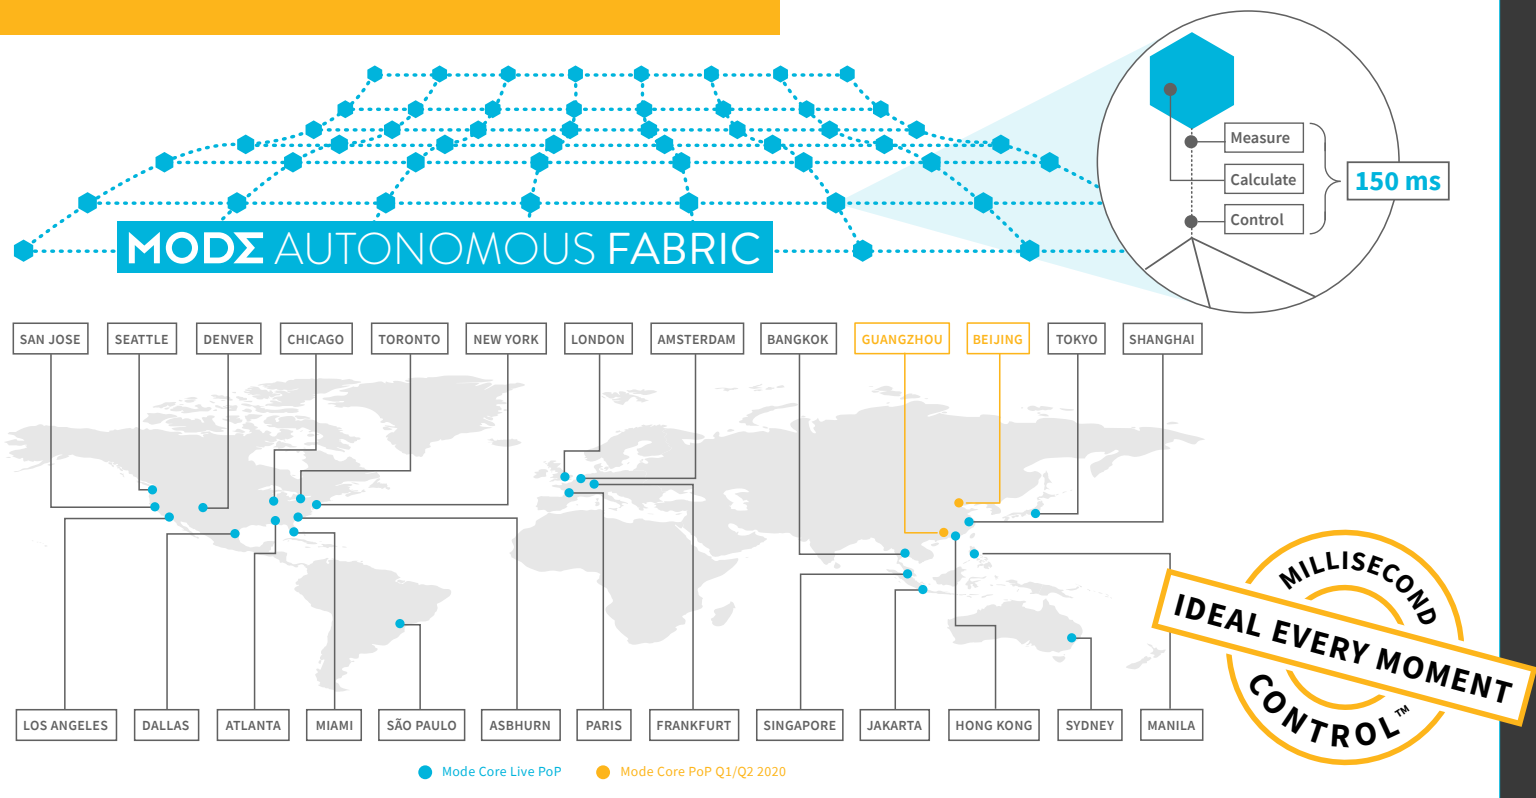 Measure
Calculate
Control
150 ms
MODE AUTONOMOUS FABRIC
SAN JOSE
SEATTLE
DENVER
CHICAGO
TORONTO
NEW YORK
LONDON
AMSTERDAM
BANGKOK
GUANGZHOU
BEIJING
TOKYO
SHANGHAI
MILLISECOND
IDEAL EVERY MOMENT
CONTROL™
LOS ANGELES
DALLAS
ATLANTA
MIAMI
SÃO PAULO
ASBHURN
PARIS
FRANKFURT
SINGAPORE
JAKARTA
HONG KONG
SYDNEY
MANILA
Mode Core Live PoP
Mode Core PoP Q1/Q2 2020